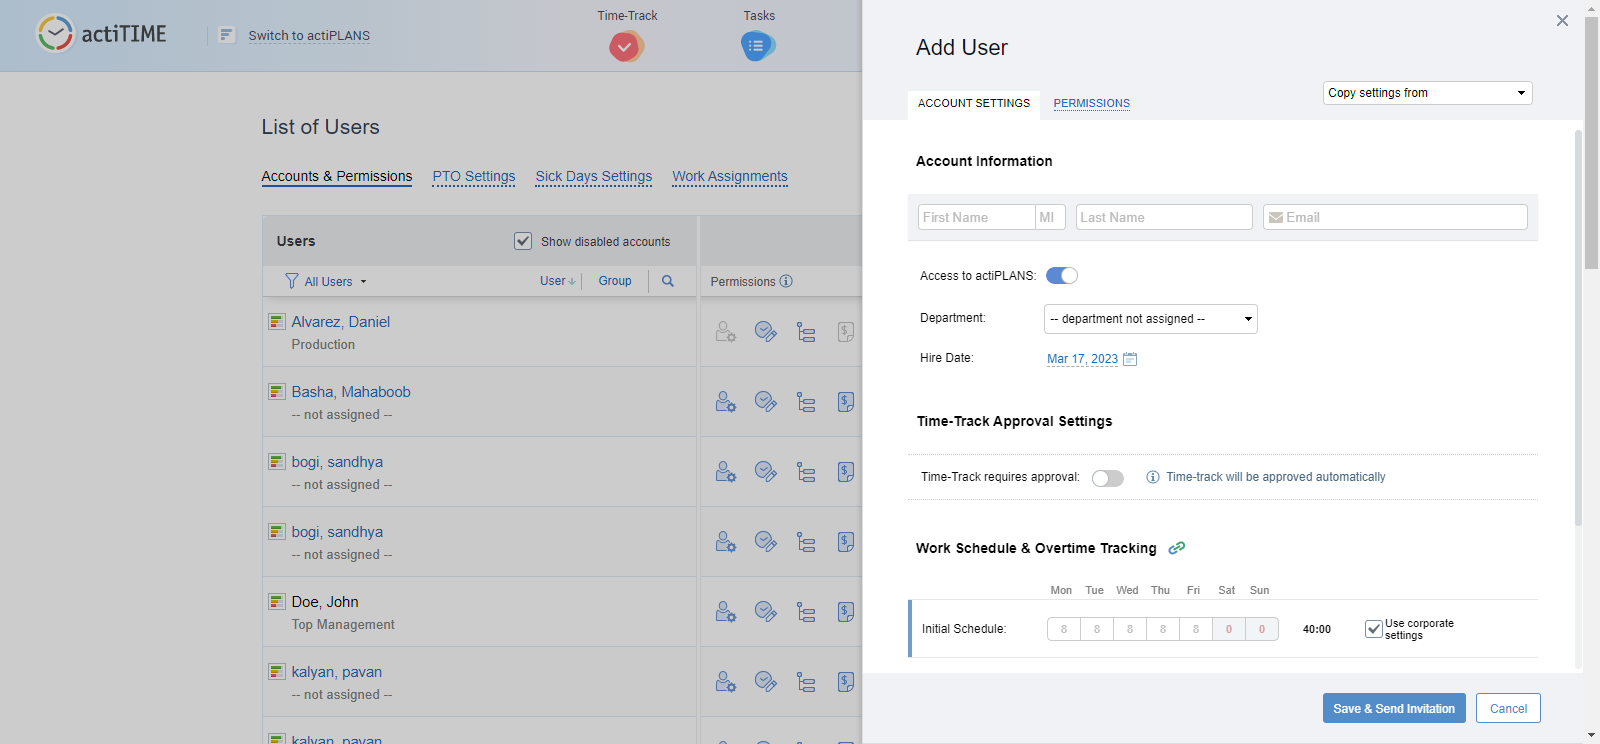 actiTIME
Switch to actiPLANS
Time-Track
Tasks
List of Users
Accounts & Permissions
PTO Settings
Sick Days Settings
Work Assignments
Users
Show disabled accounts
All Users
User
Group
Permissions
Alvarez, Daniel
Production
Basha, Mahaboob
-- not assigned --
bogi, sandhya
-- not assigned --
bogi, sandhya
-- not assigned --
Doe, John
Top Management
kalyan, pavan
-- not assigned --
kalyan, pavan
Add User
ACCOUNT SETTINGS
PERMISSIONS
Copy settings from
Account Information
First Name
MI
Last Name
Email
Access to actiPLANS:
Department:
-- department not assigned --
Hire Date:
Mar 17, 2023
Time-Track Approval Settings
Time-Track requires approval:
Time-track will be approved automatically
Work Schedule & Overtime Tracking
Mon Tue Wed Thu Fri Sat Sun
Initial Schedule:
8 8 8 8 8 0 0
40:00
Use corporate
settings
Save & Send Invitation
Cancel